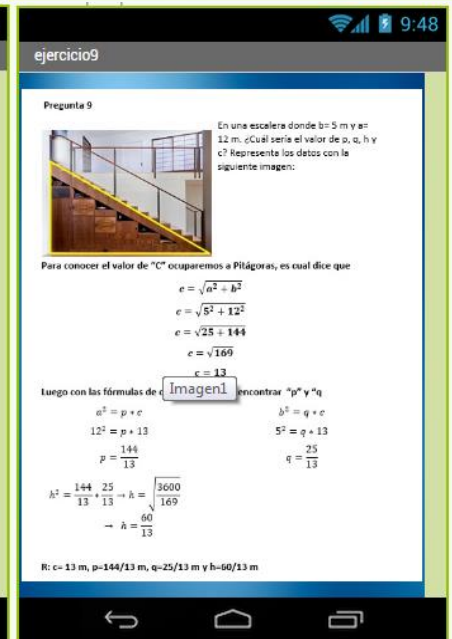 9:48
ejercicio9
Pregunta 9
En una escalera donde b= 5 m y a=
12 m. ¿Cuál sería el valor de p, q, h y
c? Representa los datos con la
siguiente imagen:
Para conocer el valor de "C" ocuparemos a Pitágoras, es cual dice que
c = √a² + b²
c = √5² + 12²
c = √25 + 144
c = √169
c = 13
Luego con las fórmulas de encontrar "p" y "q
Imagen1
a² = p * c b² = q * c
12² = p * 13 5² = q * 13
p = 144/13 q = 25/13
h² = 144/13 * 25/13 → h = √3600/169
→ h = 60/13
R: c= 13 m, p=144/13 m, q=25/13 m y h=60/13 m